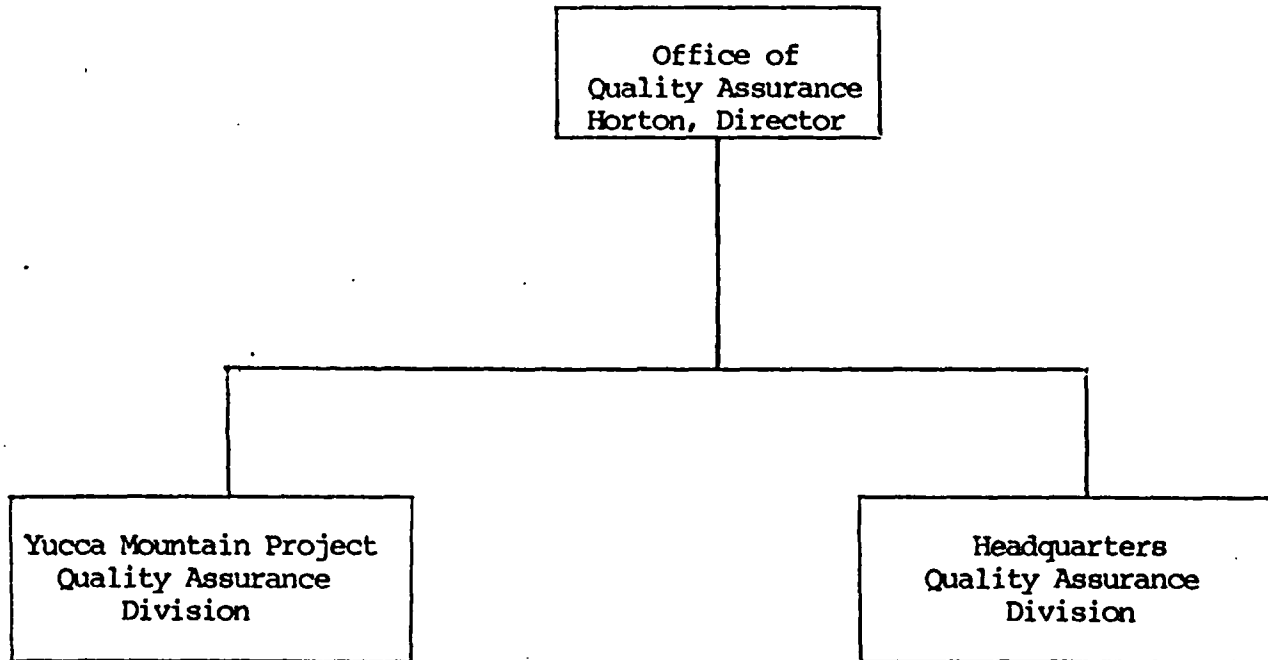 Office of
Quality Assurance
Horton, Director
Yucca Mountain Project
Quality Assurance
Division
Headquarters
Quality Assurance
Division